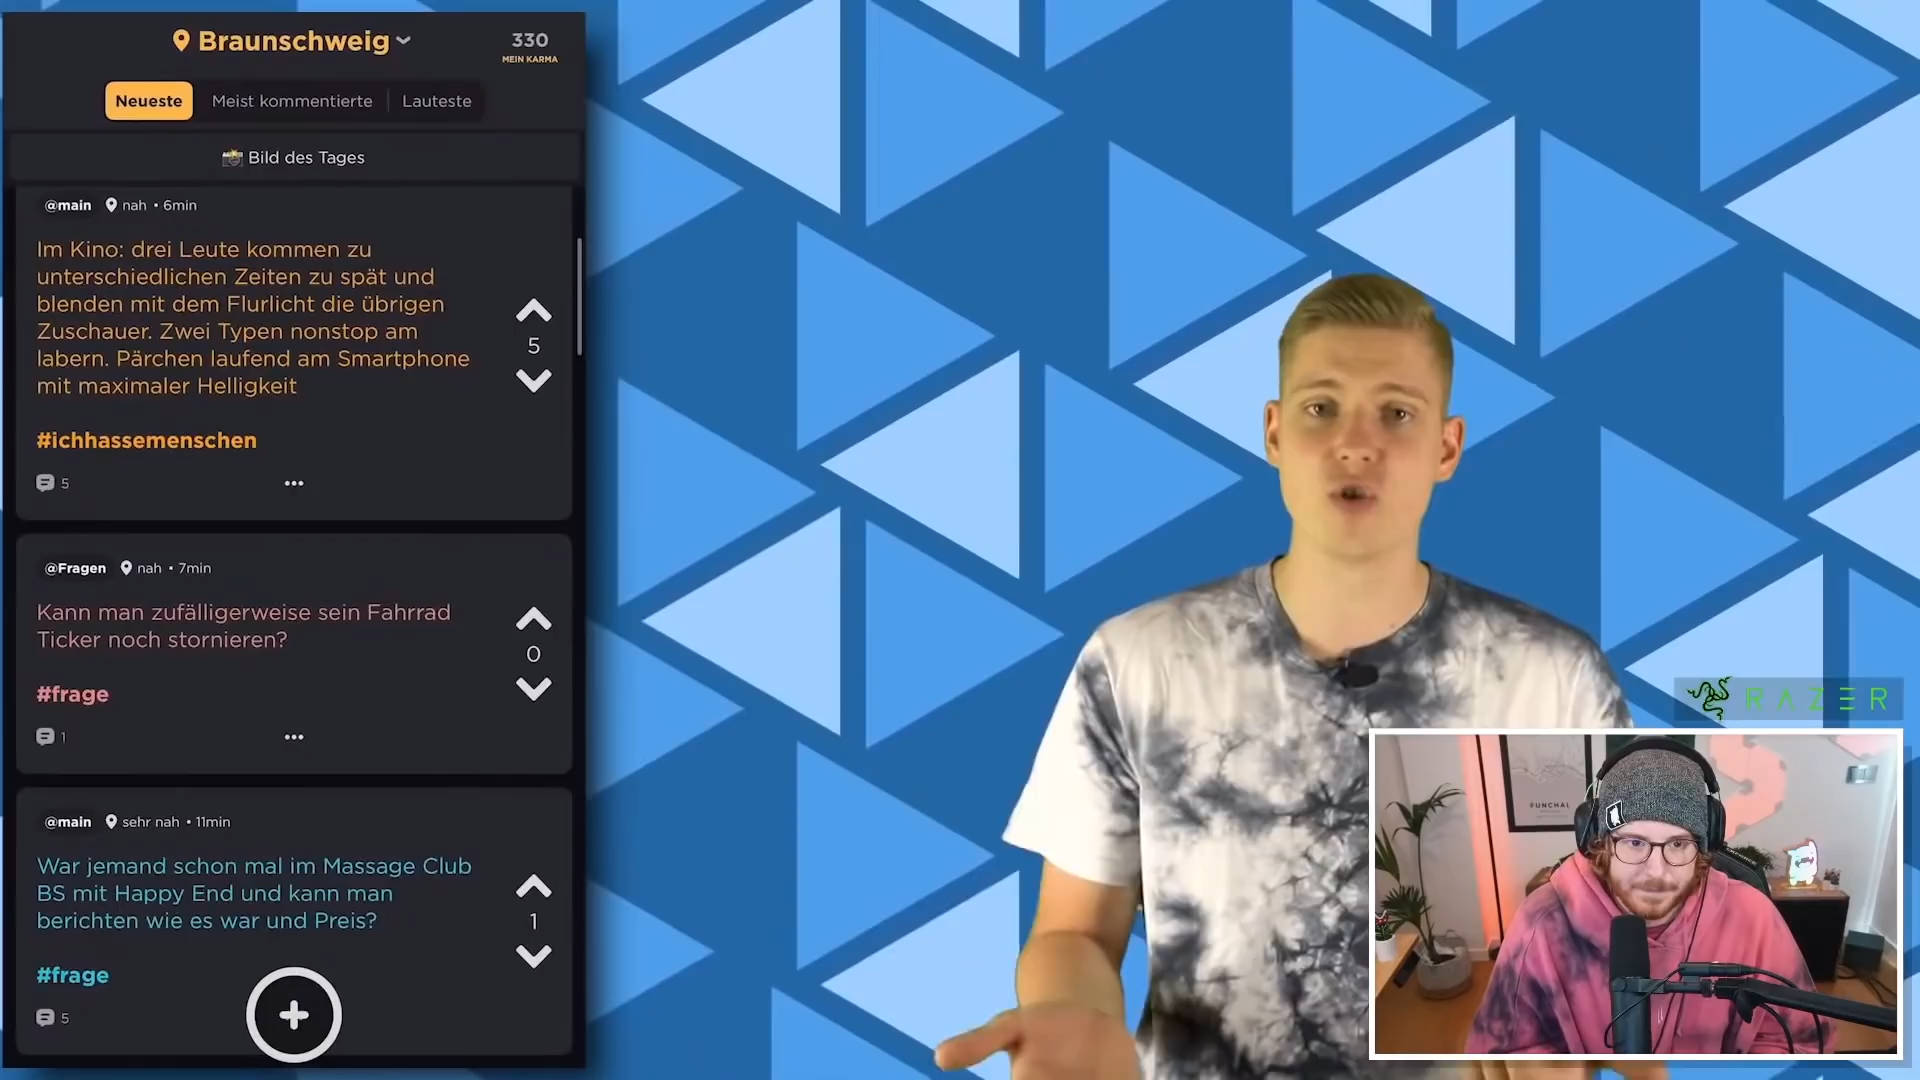 Braunschweig
330
MEIN KARMA
Neueste
Meist kommentierte
Lauteste
Bild des Tages
@main nah • 6min
Im Kino: drei Leute kommen zu
unterschiedlichen Zeiten zu spät und
blenden mit dem Flurlicht die übrigen
Zuschauer. Zwei Typen nonstop am
labern. Pärchen laufend am Smartphone
mit maximaler Helligkeit
5
#ichhassemenschen
5
@Fragen nah • 7min
Kann man zufälligerweise sein Fahrrad
Ticker noch stornieren?
0
#frage
1
@main sehr nah • 11min
War jemand schon mal im Massage Club
BS mit Happy End und kann man
berichten wie es war und Preis?
1
#frage
5
RAZER
FUNCHAL